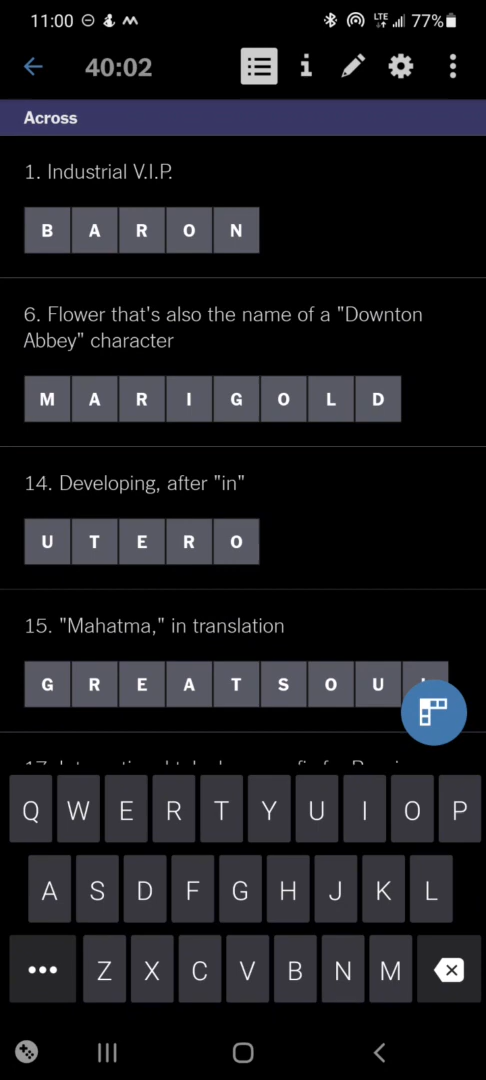 11:00
LTE 77%
40:02
Across
1. Industrial V.I.P.
B A R O N
6. Flower that's also the name of a "Downton
Abbey" character
M A R I G O L D
14. Developing, after "in"
U T E R O
15. "Mahatma," in translation
G R E A T S O U
Q W E R T Y U I O P
A S D F G H J K L
Z X C V B N M